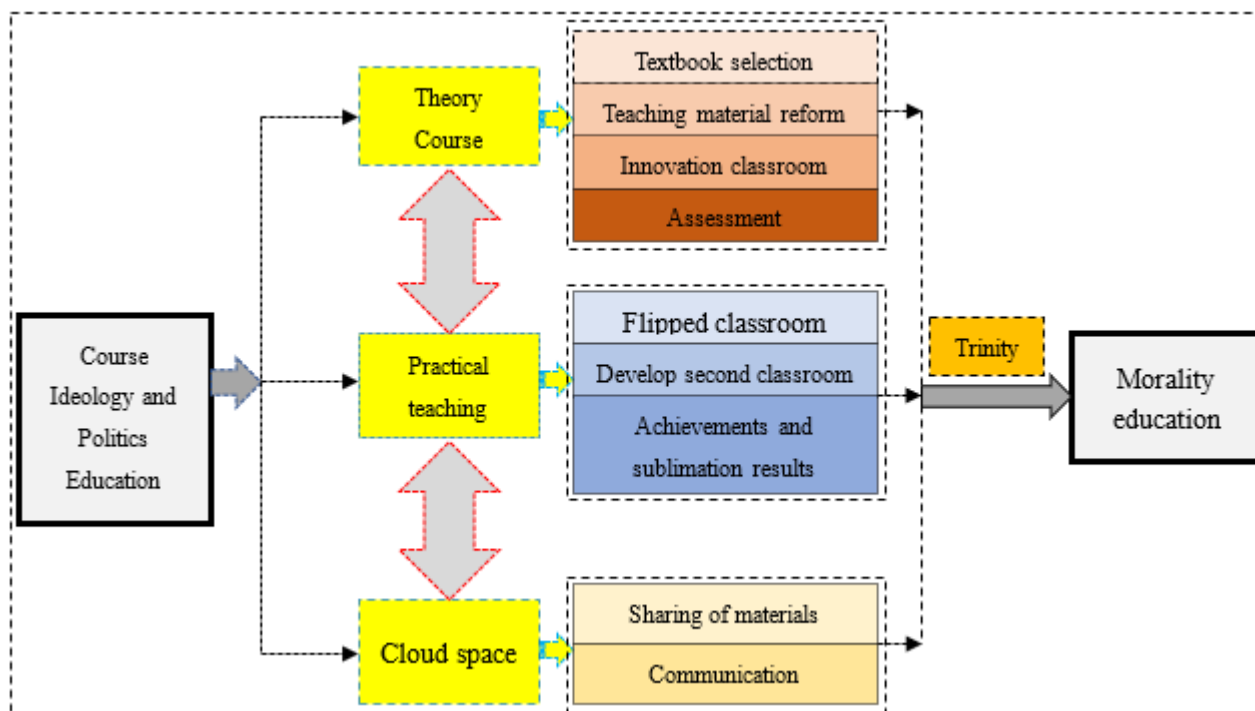 Course
Ideology and
Politics
Education
Theory
Course
Textbook selection
Teaching material reform
Innovation classroom
Assessment
Practical
teaching
Flipped classroom
Develop second classroom
Achievements and
sublimation results
Cloud space
Sharing of materials
Communication
Trinity
Morality
education